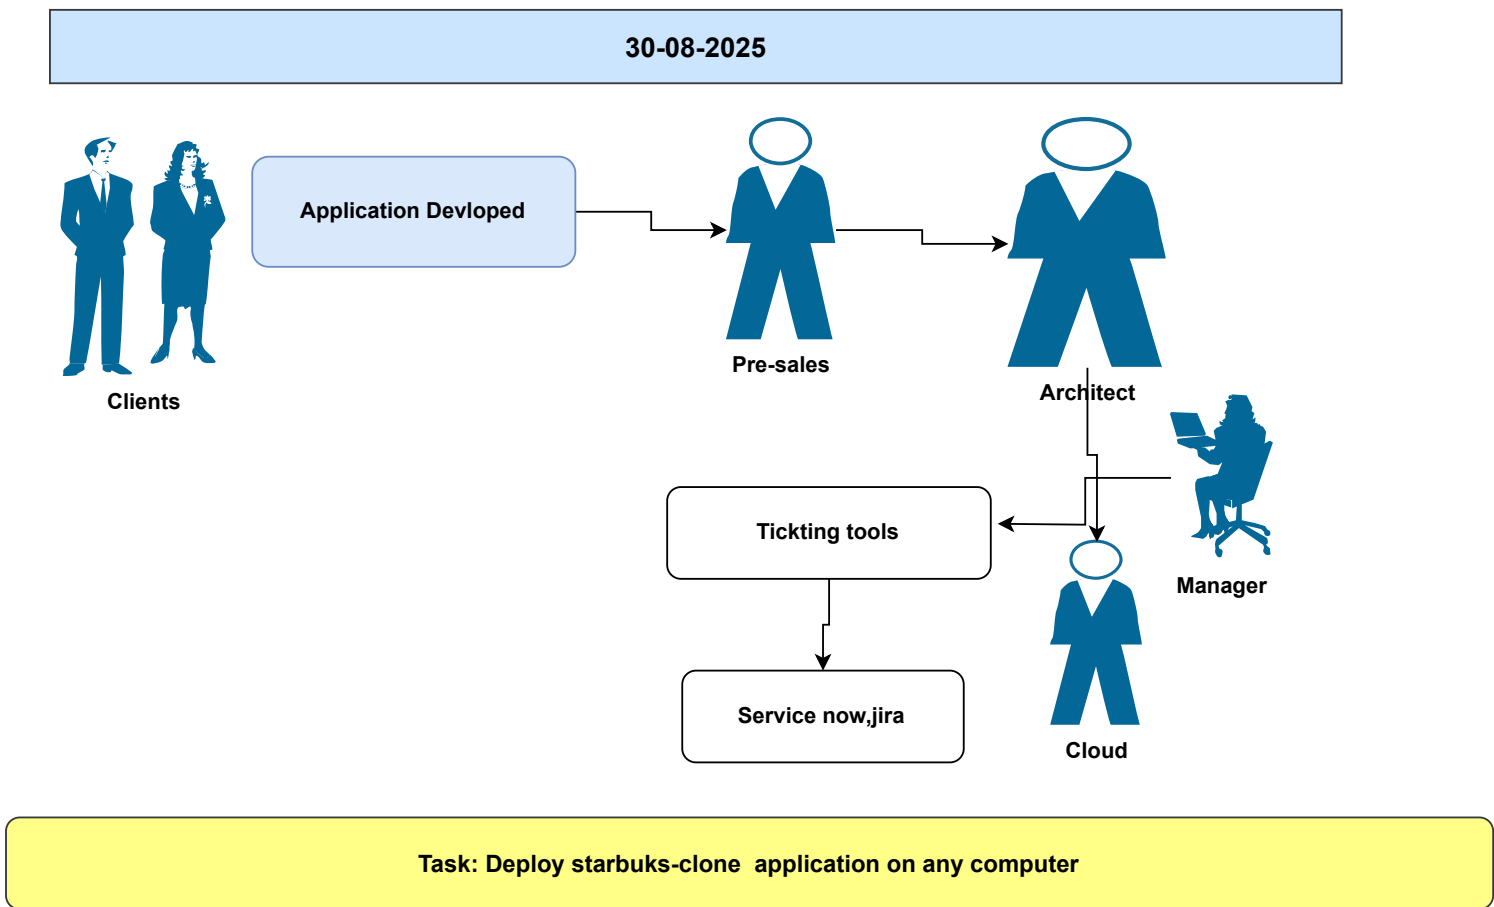 30-08-2025
Application Devloped
Pre-sales
Clients
Architect
Tickting tools
Manager
Service now,jira
Cloud
Task: Deploy starbuks-clone  application on any computer